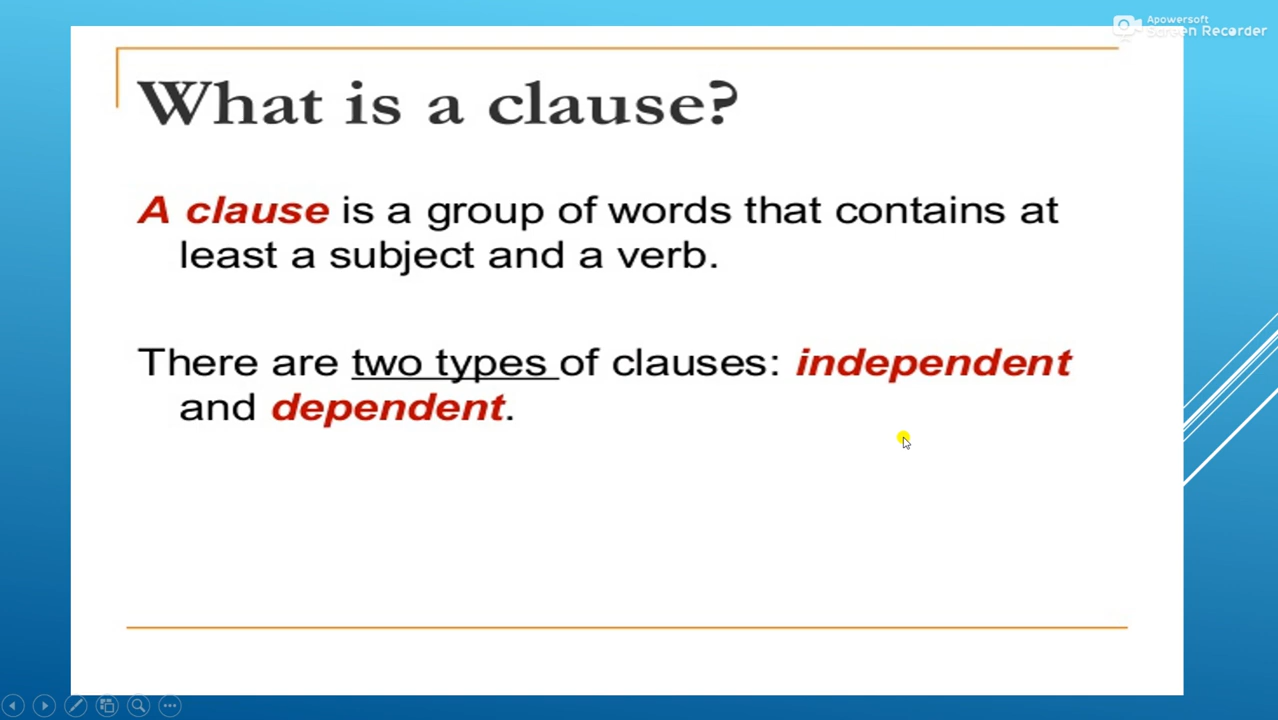 Apowersoft
Screen Recorder
What is a clause?
A clause is a group of words that contains at
least a subject and a verb.
There are two types of clauses: independent
and dependent.